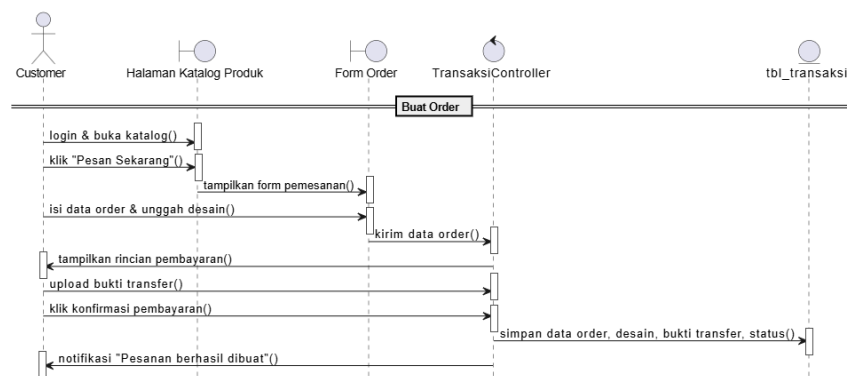 Customer
Halaman Katalog Produk
Form Order
TransaksiController
tbl_transaksi
Buat Order
login & buka katalog()
klik "Pesan Sekarang"()
tampilkan form pemesanan()
isi data order & unggah desain()
kirim data order()
tampilkan rincian pembayaran()
upload bukti transfer()
klik konfirmasi pembayaran()
simpan data order, desain, bukti transfer, status()
notifikasi "Pesanan berhasil dibuat"()